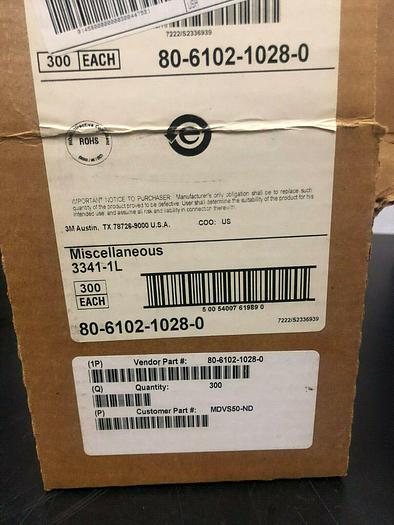 USA
7222/S2336939
300 EACH 80-6102-1028-0
ROHS
IMPORTANT NOTICE TO PURCHASER: Manufacturer's only obligation shall be to replace such
quantity of the product proved to be defective. User shall determine the suitability of the product for his
intended use, and assume all risk and liability in connection therewith.
3M Austin, TX 78726-9000 U.S.A. COO: US
Miscellaneous
3341-1L
300
EACH
5 00 54007 61989 0
80-6102-1028-0 7222/S2336939
(1P) Vendor Part #: 80-6102-1028-0
(Q) Quantity: 300
(P) Customer Part #: MDVS50-ND